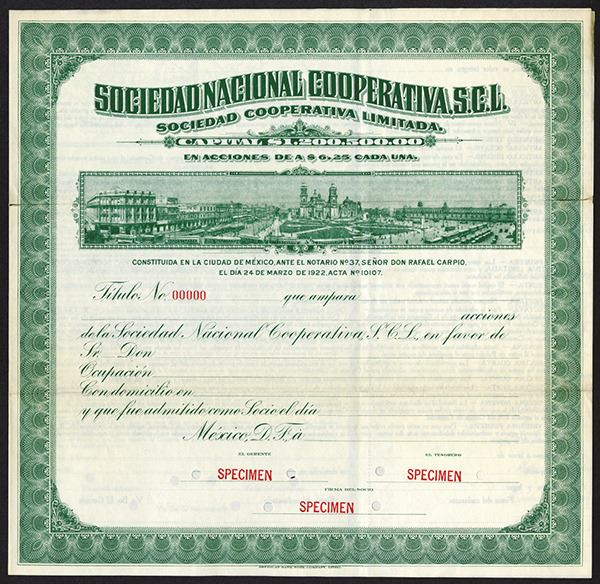 SOCIEDAD NACIONAL COOPERATIVA, S.C.L.
SOCIEDAD COOPERATIVA LIMITADA.
CAPITAL $1.200,500.00
EN ACCIONES DE A $6.25 CADA UNA.
CONSTITUIDA EN LA CIUDAD DE MÉXICO, ANTE EL NOTARIO Nº 37, SEÑOR DON RAFAEL CARPIO,
EL DÍA 24 DE MARZO DE 1922, ACTA Nº 10107.
Título No. 00000 que ampara
acciones
de la Sociedad Nacional Cooperativa, S. C. L., en favor de
Sr. Don
Ocupación
Con domicilio en
y que fue admitido como Socio el día
México, D. F., à
EL GERENTE EL TESORERO
SPECIMEN SPECIMEN
FIRMA DEL SOCIO
SPECIMEN
AMERICAN BANK NOTE COMPANY